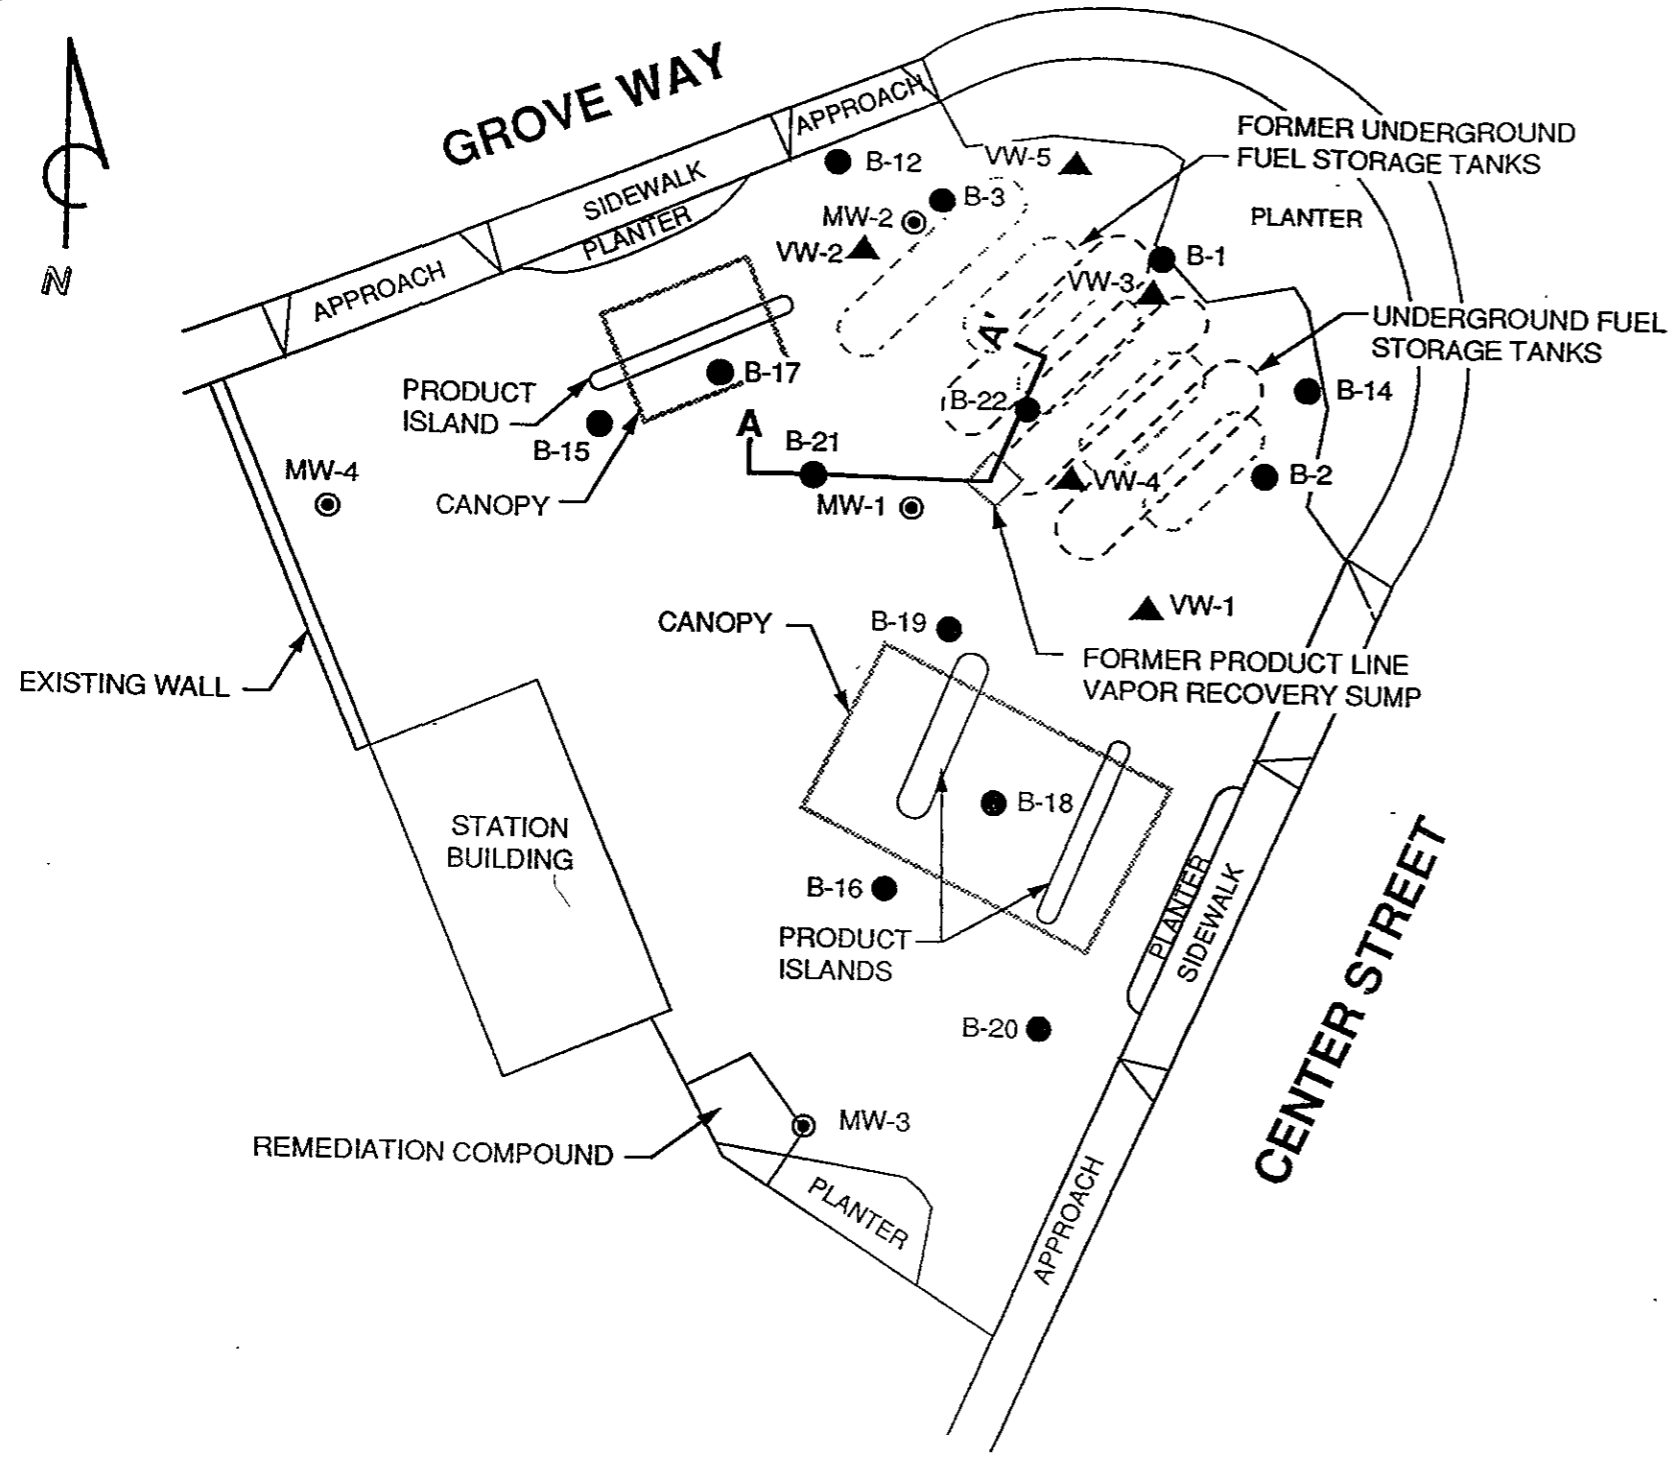 GROVE WAY
APPROACH
FORMER UNDERGROUND
FUEL STORAGE TANKS
B-12
VW-5
SIDEWALK
B-3
PLANTER
MW-2
PLANTER
VW-2
B-1
APPROACH
VW-3
N
UNDERGROUND FUEL
STORAGE TANKS
A'
B-17
PRODUCT
ISLAND
B-22
B-14
A
B-15
B-21
MW-4
VW-4
B-2
CANOPY
MW-1
VW-1
CANOPY
B-19
FORMER PRODUCT LINE
VAPOR RECOVERY SUMP
EXISTING WALL
B-18
STATION
BUILDING
B-16
PLANTER
SIDEWALK
PRODUCT
ISLANDS
CENTER STREET
B-20
MW-3
REMEDIATION COMPOUND
PLANTER
APPROACH